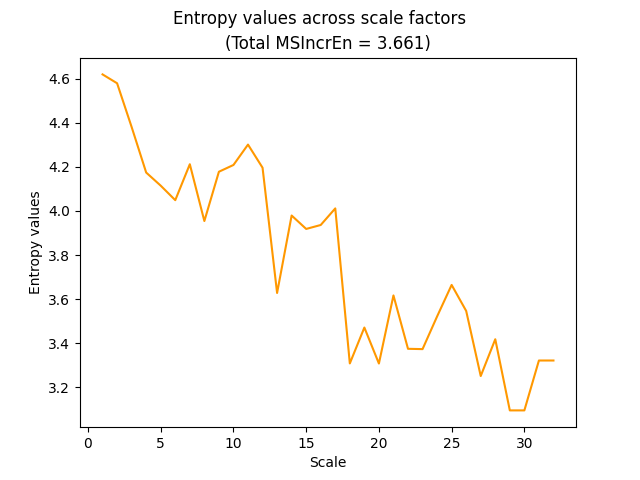 Entropy values across scale factors
(Total MSIncrEn = 3.661)
4.6
4.4
4.2
4.0
3.8
3.6
3.4
3.2
Entropy values
0 5 10 15 20 25 30
Scale